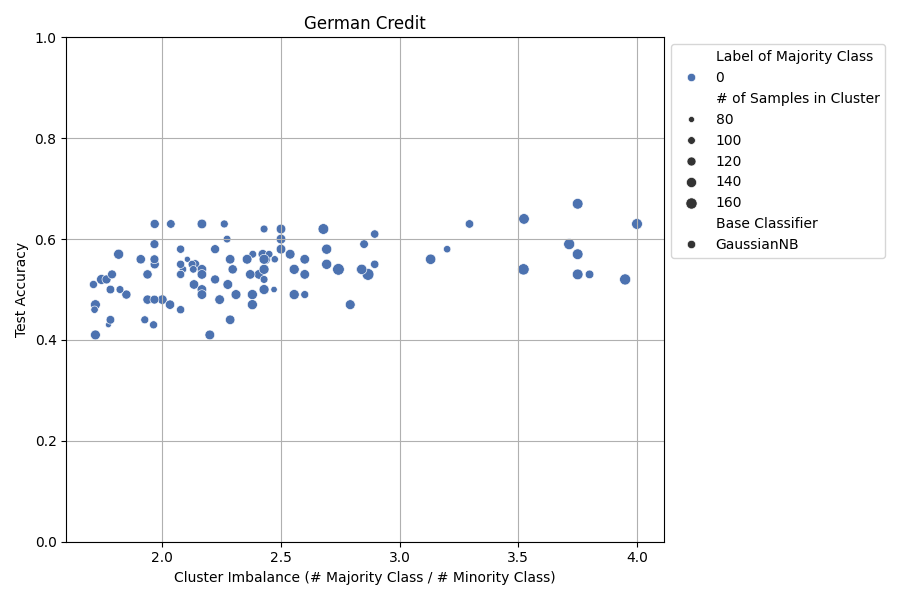 German Credit
1.0
0.8
0.6
0.4
0.2
0.0
Test Accuracy
2.0 2.5 3.0 3.5 4.0
Cluster Imbalance (# Majority Class / # Minority Class)
Label of Majority Class
0
# of Samples in Cluster
80
100
120
140
160
Base Classifier
GaussianNB